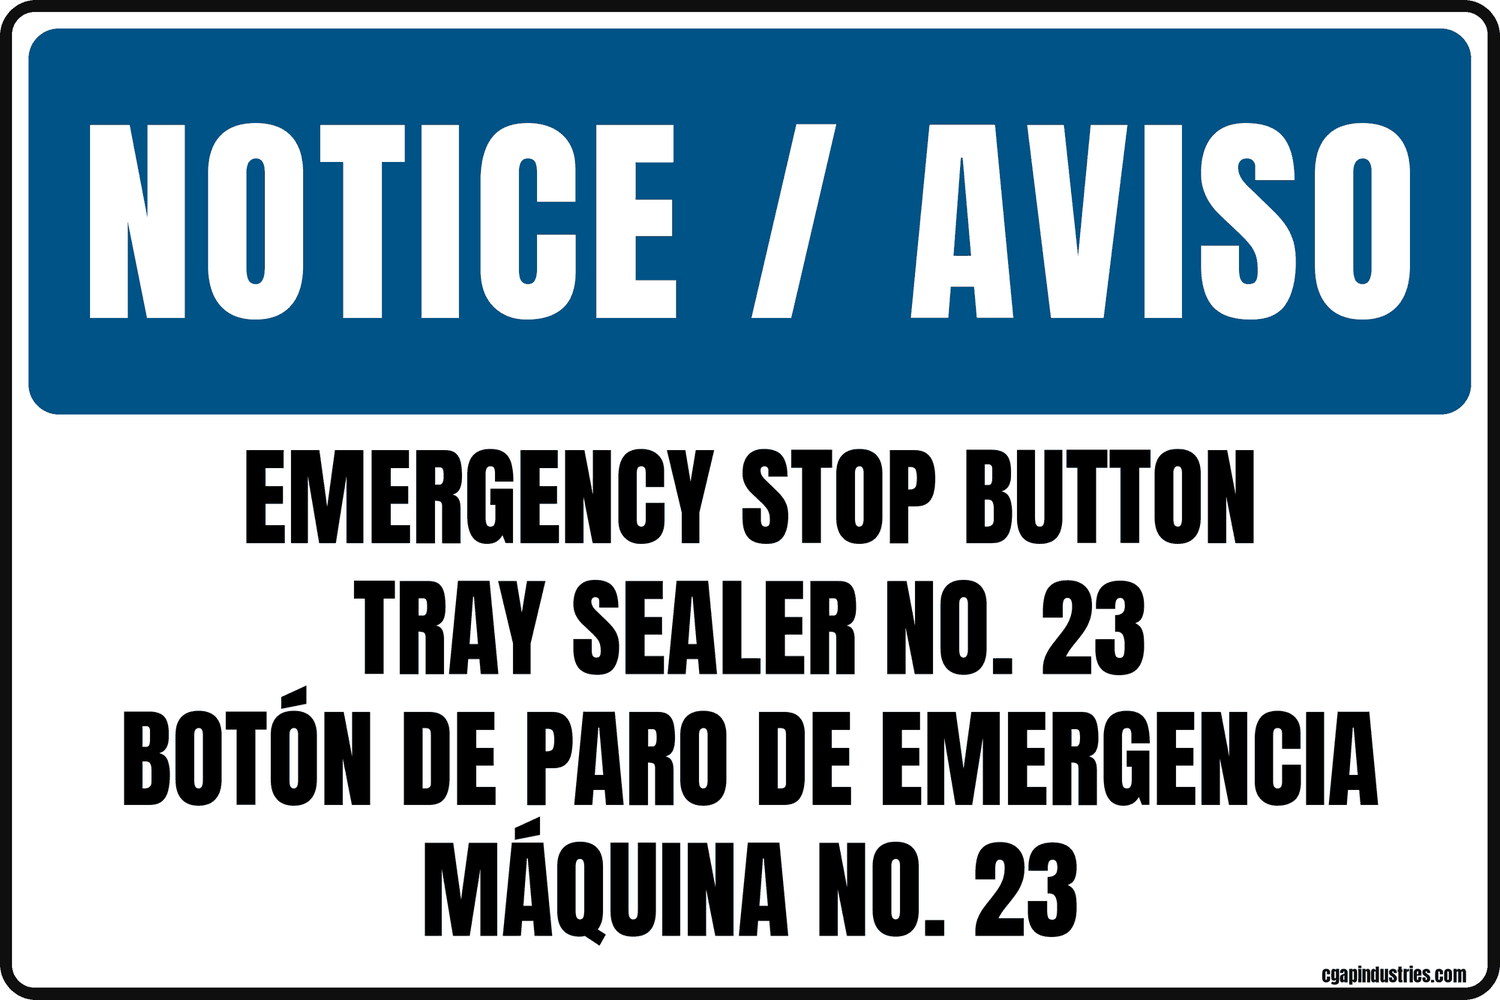 NOTICE / AVISO
EMERGENCY STOP BUTTON
TRAY SEALER NO. 23
BOTÓN DE PARO DE EMERGENCIA
MÁQUINA NO. 23
cgapindustries.com